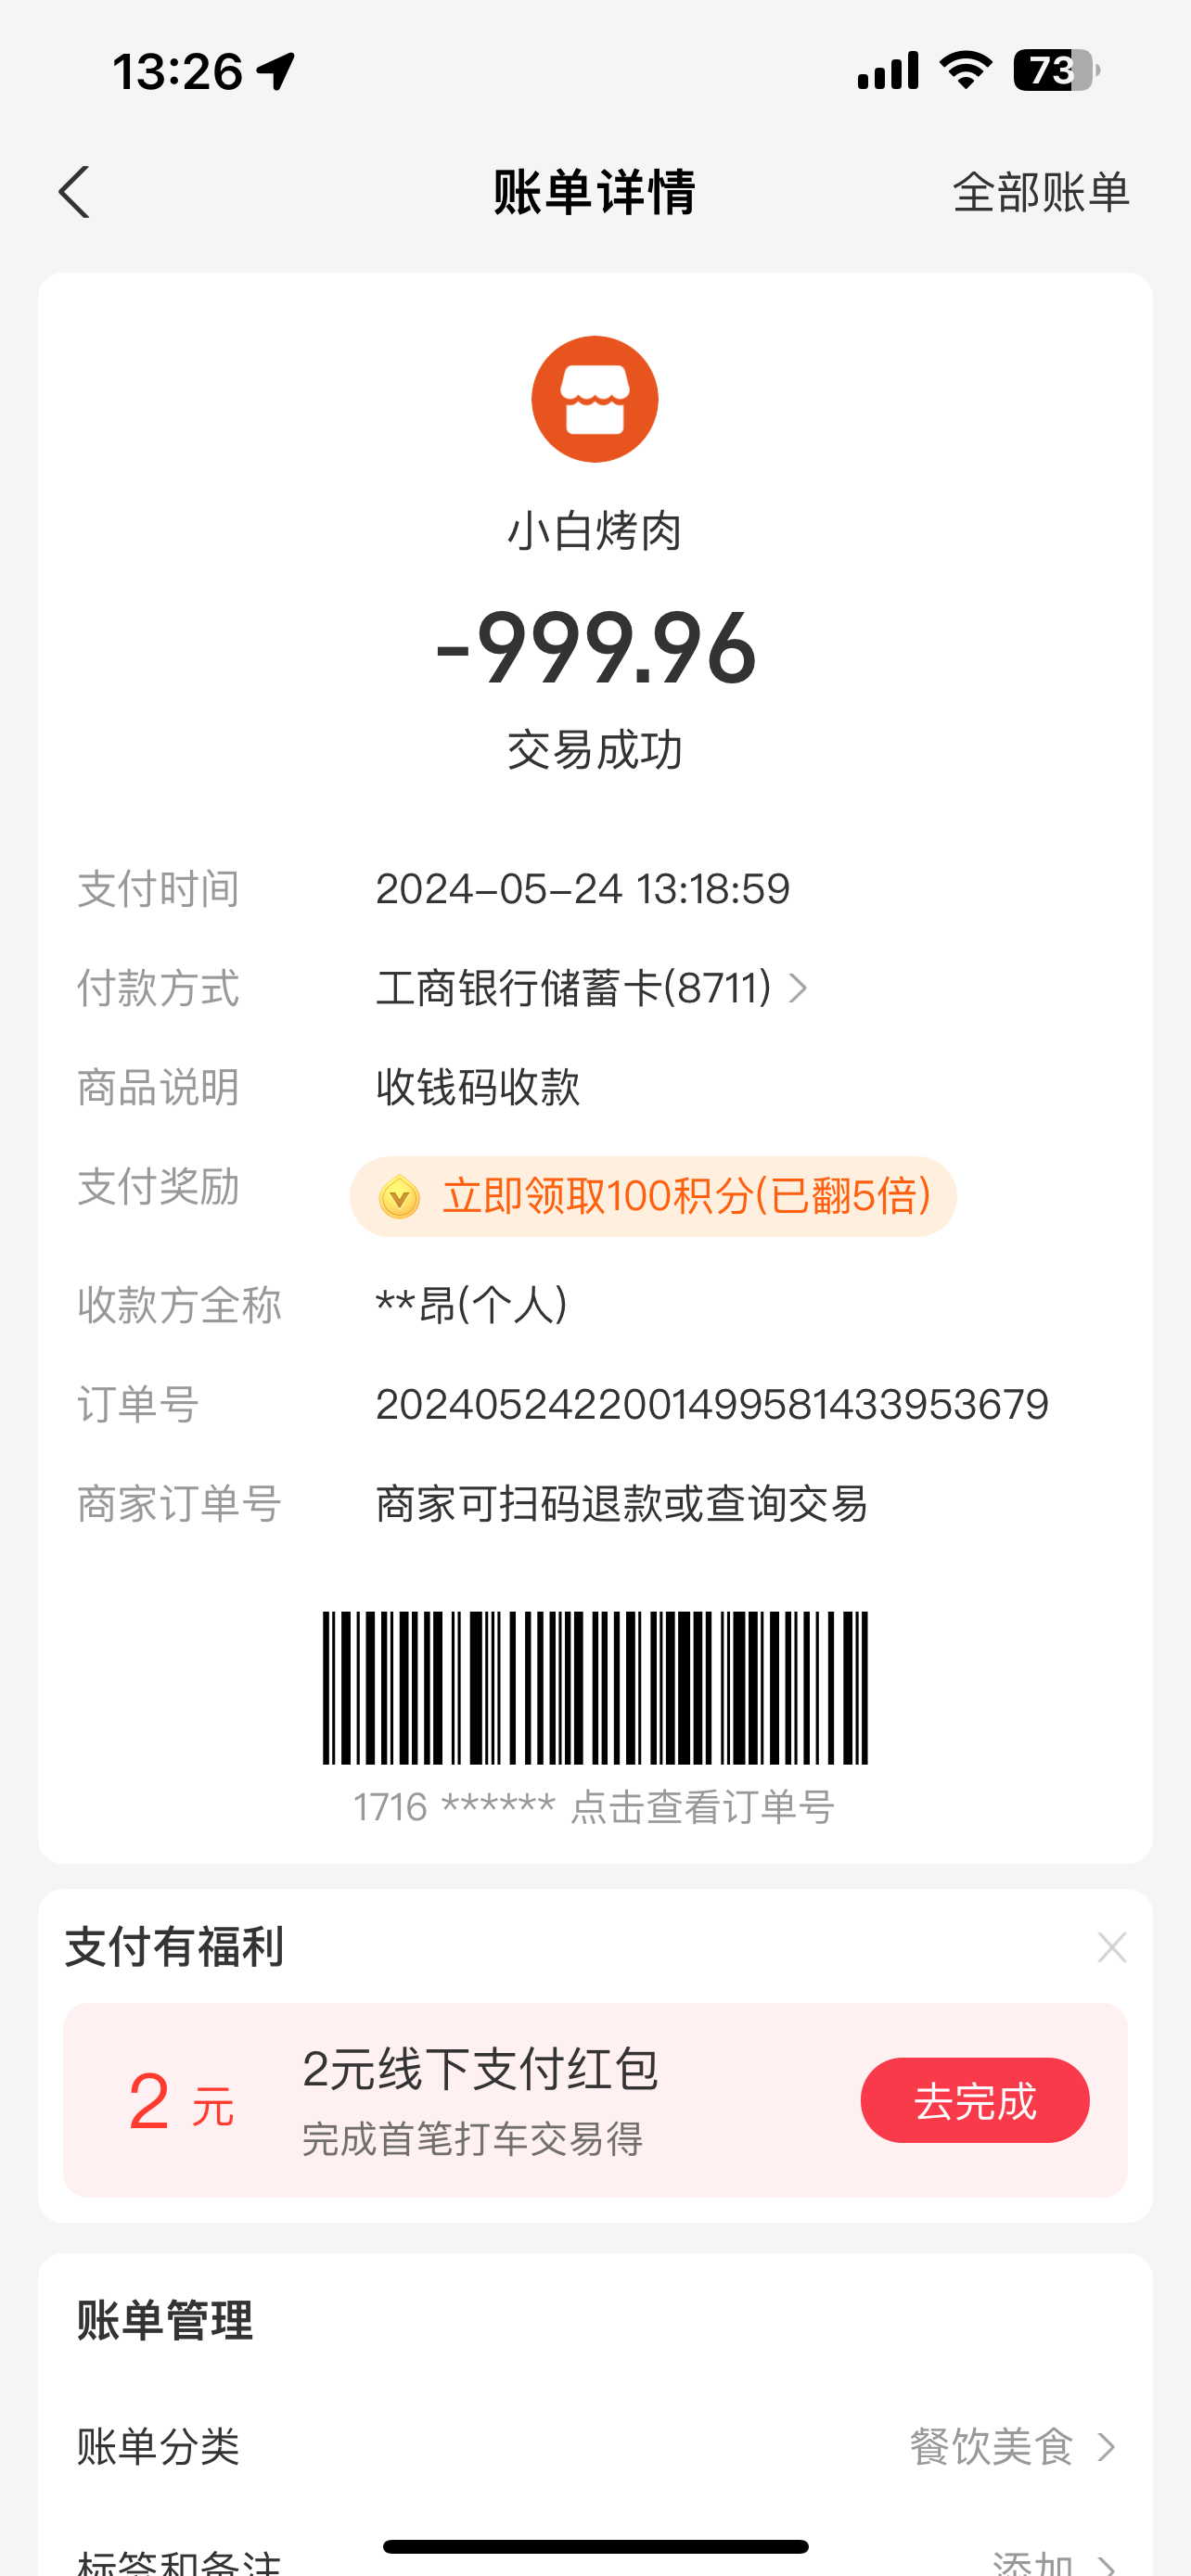 13:26
73
账单详情
全部账单
小白烤肉
-999.96
交易成功
支付时间 2024-05-24 13:18:59
付款方式 工商银行储蓄卡(8711)
商品说明 收钱码收款
支付奖励 立即领取100积分(已翻5倍)
收款方全称 **昂(个人)
订单号 2024052422001499581433953679
商家订单号 商家可扫码退款或查询交易
1716 ****** 点击查看订单号
支付有福利
2 元
2元线下支付红包
完成首笔打车交易得
去完成
账单管理
账单分类 餐饮美食
标签和备注 添加